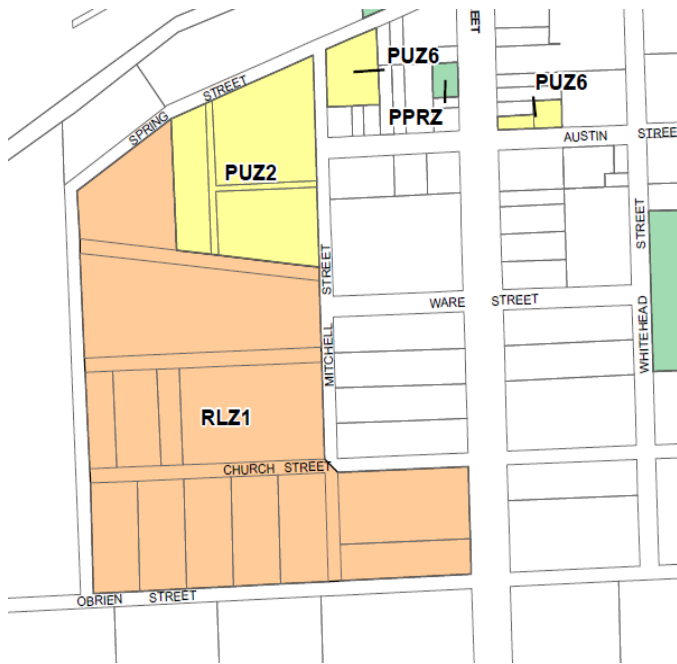 EET
PUZ6
PUZ6
PPRZ
SPRING STREET
AUSTIN STREE
PUZ2
MITCHELL STREET
WHITEHEAD STREET
WARE STREET
RLZ1
CHURCH STREET
OBRIEN STREET